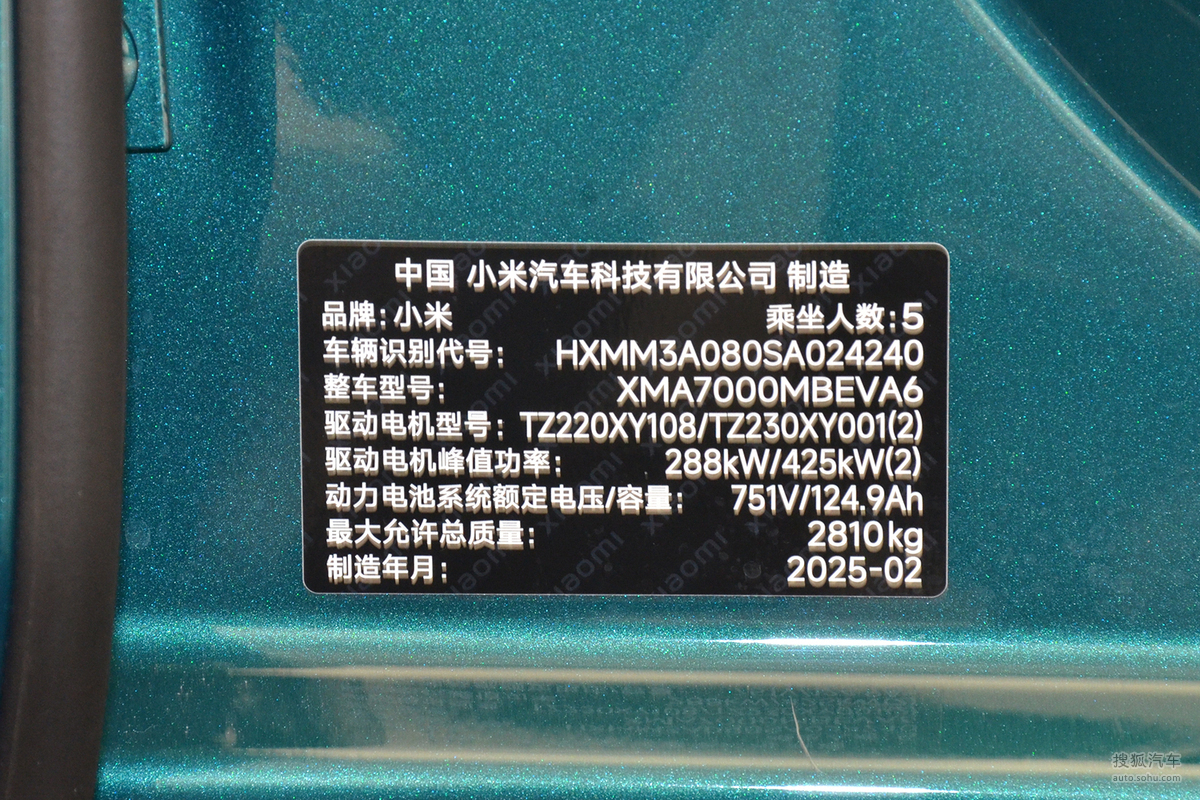 中国 小米汽车科技有限公司 制造
品牌:小米 乘坐人数:5
车辆识别代号: HXMM3A080SA024240
整车型号: XMA7000MBEVA6
驱动电机型号: TZ220XY108/TZ230XY001(2)
驱动电机峰值功率: 288kW/425kW(2)
动力电池系统额定电压/容量: 751V/124.9Ah
最大允许总质量: 2810kg
制造年月: 2025-02
搜狐汽车
auto.sohu.com